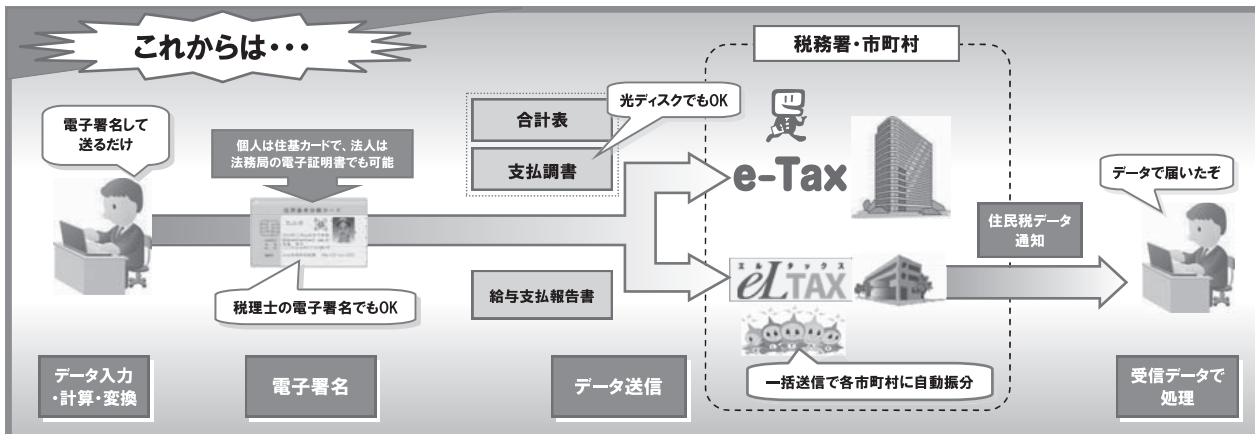 これからは・・・
税務署・市町村
電子署名して
送るだけ
個人は住基カードで、法人は
法務局の電子証明書でも可能
合計表
光ディスクでもOK
支払調書
e-Tax
データで届いたぞ
住民税データ
通知
税理士の電子署名でもOK
給与支払報告書
エルタックス
eLTAX
一括送信で各市町村に自動振分
データ入力
・計算・変換
電子署名
データ送信
受信データで
処理